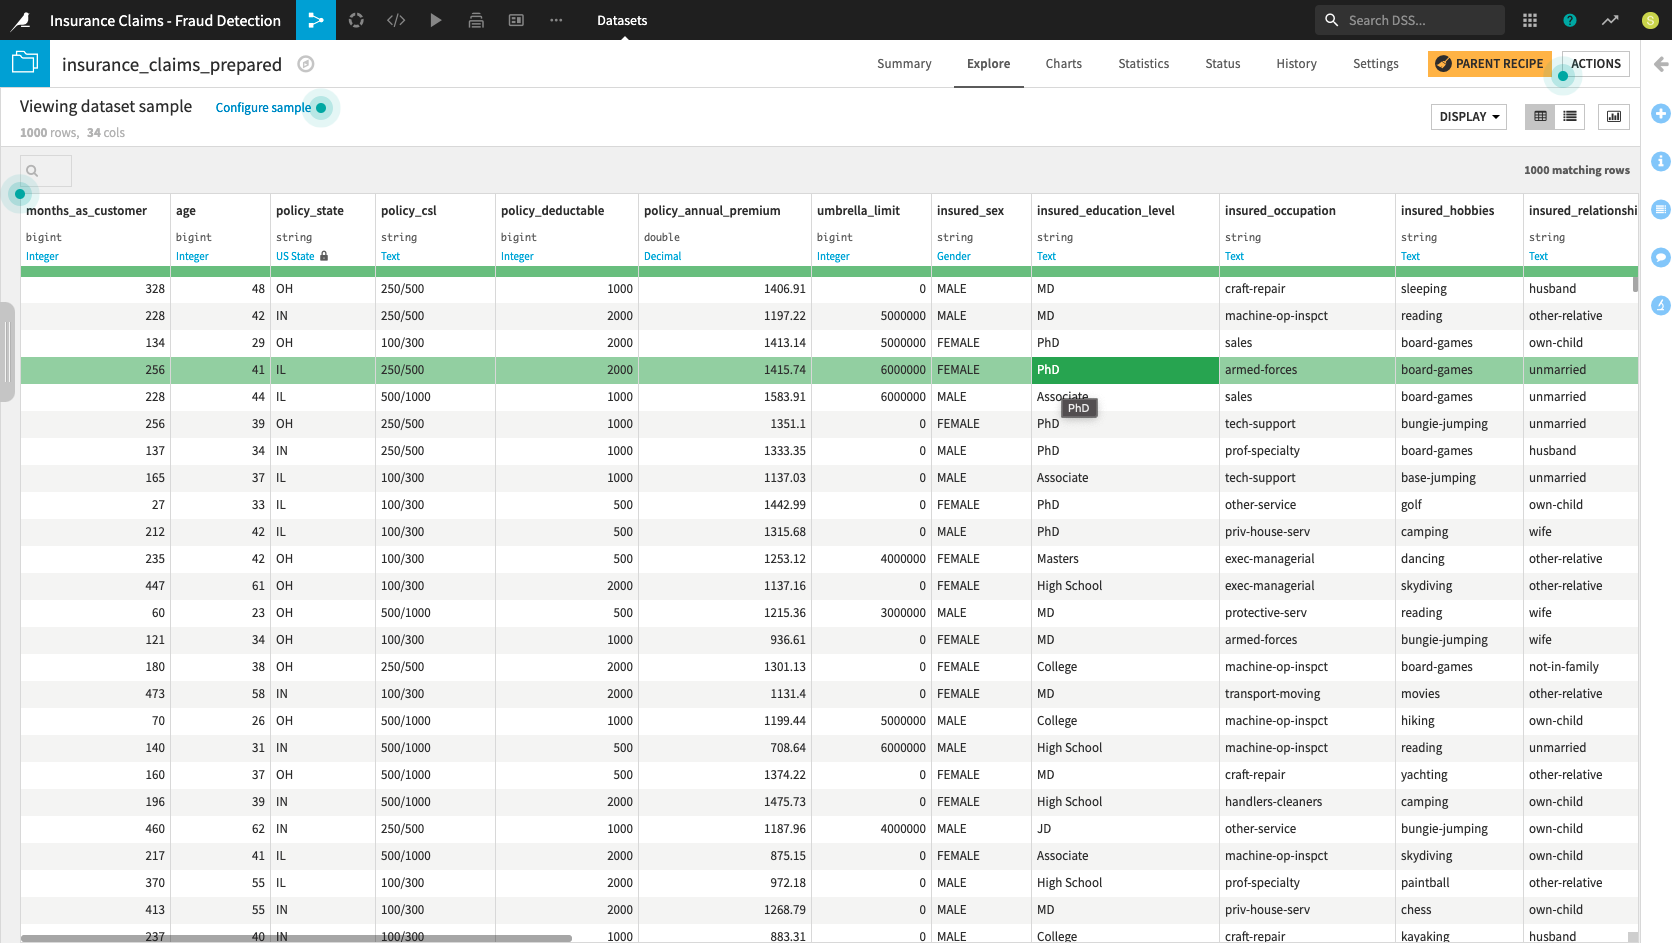 Insurance Claims - Fraud Detection </> ... Datasets Search DSS... ? S
insurance_claims_prepared Summary Explore Charts Statistics Status History Settings PARENT RECIPE ACTIONS
Viewing dataset sample Configure sample DISPLAY
1000 rows, 34 cols
1000 matching rows
months_as_customer age policy_state policy_csl policy_deductable policy_annual_premium umbrella_limit insured_sex insured_education_level insured_occupation insured_hobbies insured_relationshi
bigint bigint string string bigint double bigint string string string string string
Integer Integer US State Text Integer Decimal Integer Gender Text Text Text Text
328 48 OH 250/500 1000 1406.91 0 MALE MD craft-repair sleeping husband
228 42 IN 250/500 2000 1197.22 5000000 MALE MD machine-op-inspct reading other-relative
134 29 OH 100/300 2000 1413.14 5000000 FEMALE PhD sales board-games own-child
256 41 IL 250/500 2000 1415.74 6000000 FEMALE PhD armed-forces board-games unmarried
228 44 IL 500/1000 1000 1583.91 6000000 MALE Associate sales board-games unmarried
PhD
256 39 OH 250/500 1000 1351.1 0 FEMALE PhD tech-support bungie-jumping unmarried
137 34 IN 250/500 1000 1333.35 0 MALE PhD prof-specialty board-games husband
165 37 IL 100/300 1000 1137.03 0 MALE Associate tech-support base-jumping unmarried
27 33 IL 100/300 500 1442.99 0 FEMALE PhD other-service golf own-child
212 42 IL 100/300 500 1315.68 0 MALE PhD priv-house-serv camping wife
235 42 OH 100/300 500 1253.12 4000000 FEMALE Masters exec-managerial dancing other-relative
447 61 OH 100/300 2000 1137.16 0 FEMALE High School exec-managerial skydiving other-relative
60 23 OH 500/1000 500 1215.36 3000000 MALE MD protective-serv reading wife
121 34 OH 100/300 1000 936.61 0 FEMALE MD armed-forces bungie-jumping wife
180 38 OH 250/500 2000 1301.13 0 FEMALE College machine-op-inspct board-games not-in-family
473 58 IN 100/300 2000 1131.4 0 FEMALE MD transport-moving movies other-relative
70 26 OH 500/1000 1000 1199.44 5000000 MALE College machine-op-inspct hiking own-child
140 31 IN 500/1000 500 708.64 6000000 MALE High School machine-op-inspct reading unmarried
160 37 OH 500/1000 500 1374.22 0 FEMALE MD craft-repair yachting other-relative
196 39 IN 500/1000 2000 1475.73 0 FEMALE High School handlers-cleaners camping own-child
460 62 IN 250/500 1000 1187.96 4000000 MALE JD other-service bungie-jumping own-child
217 41 IL 500/1000 2000 875.15 0 FEMALE Associate machine-op-inspct skydiving own-child
370 55 IL 100/300 2000 972.18 0 MALE High School prof-specialty paintball other-relative
413 55 IN 100/300 2000 1268.79 0 MALE MD priv-house-serv chess own-child
237 40 IN 100/300 1000 883.31 0 MALE College craft-repair kayaking husband